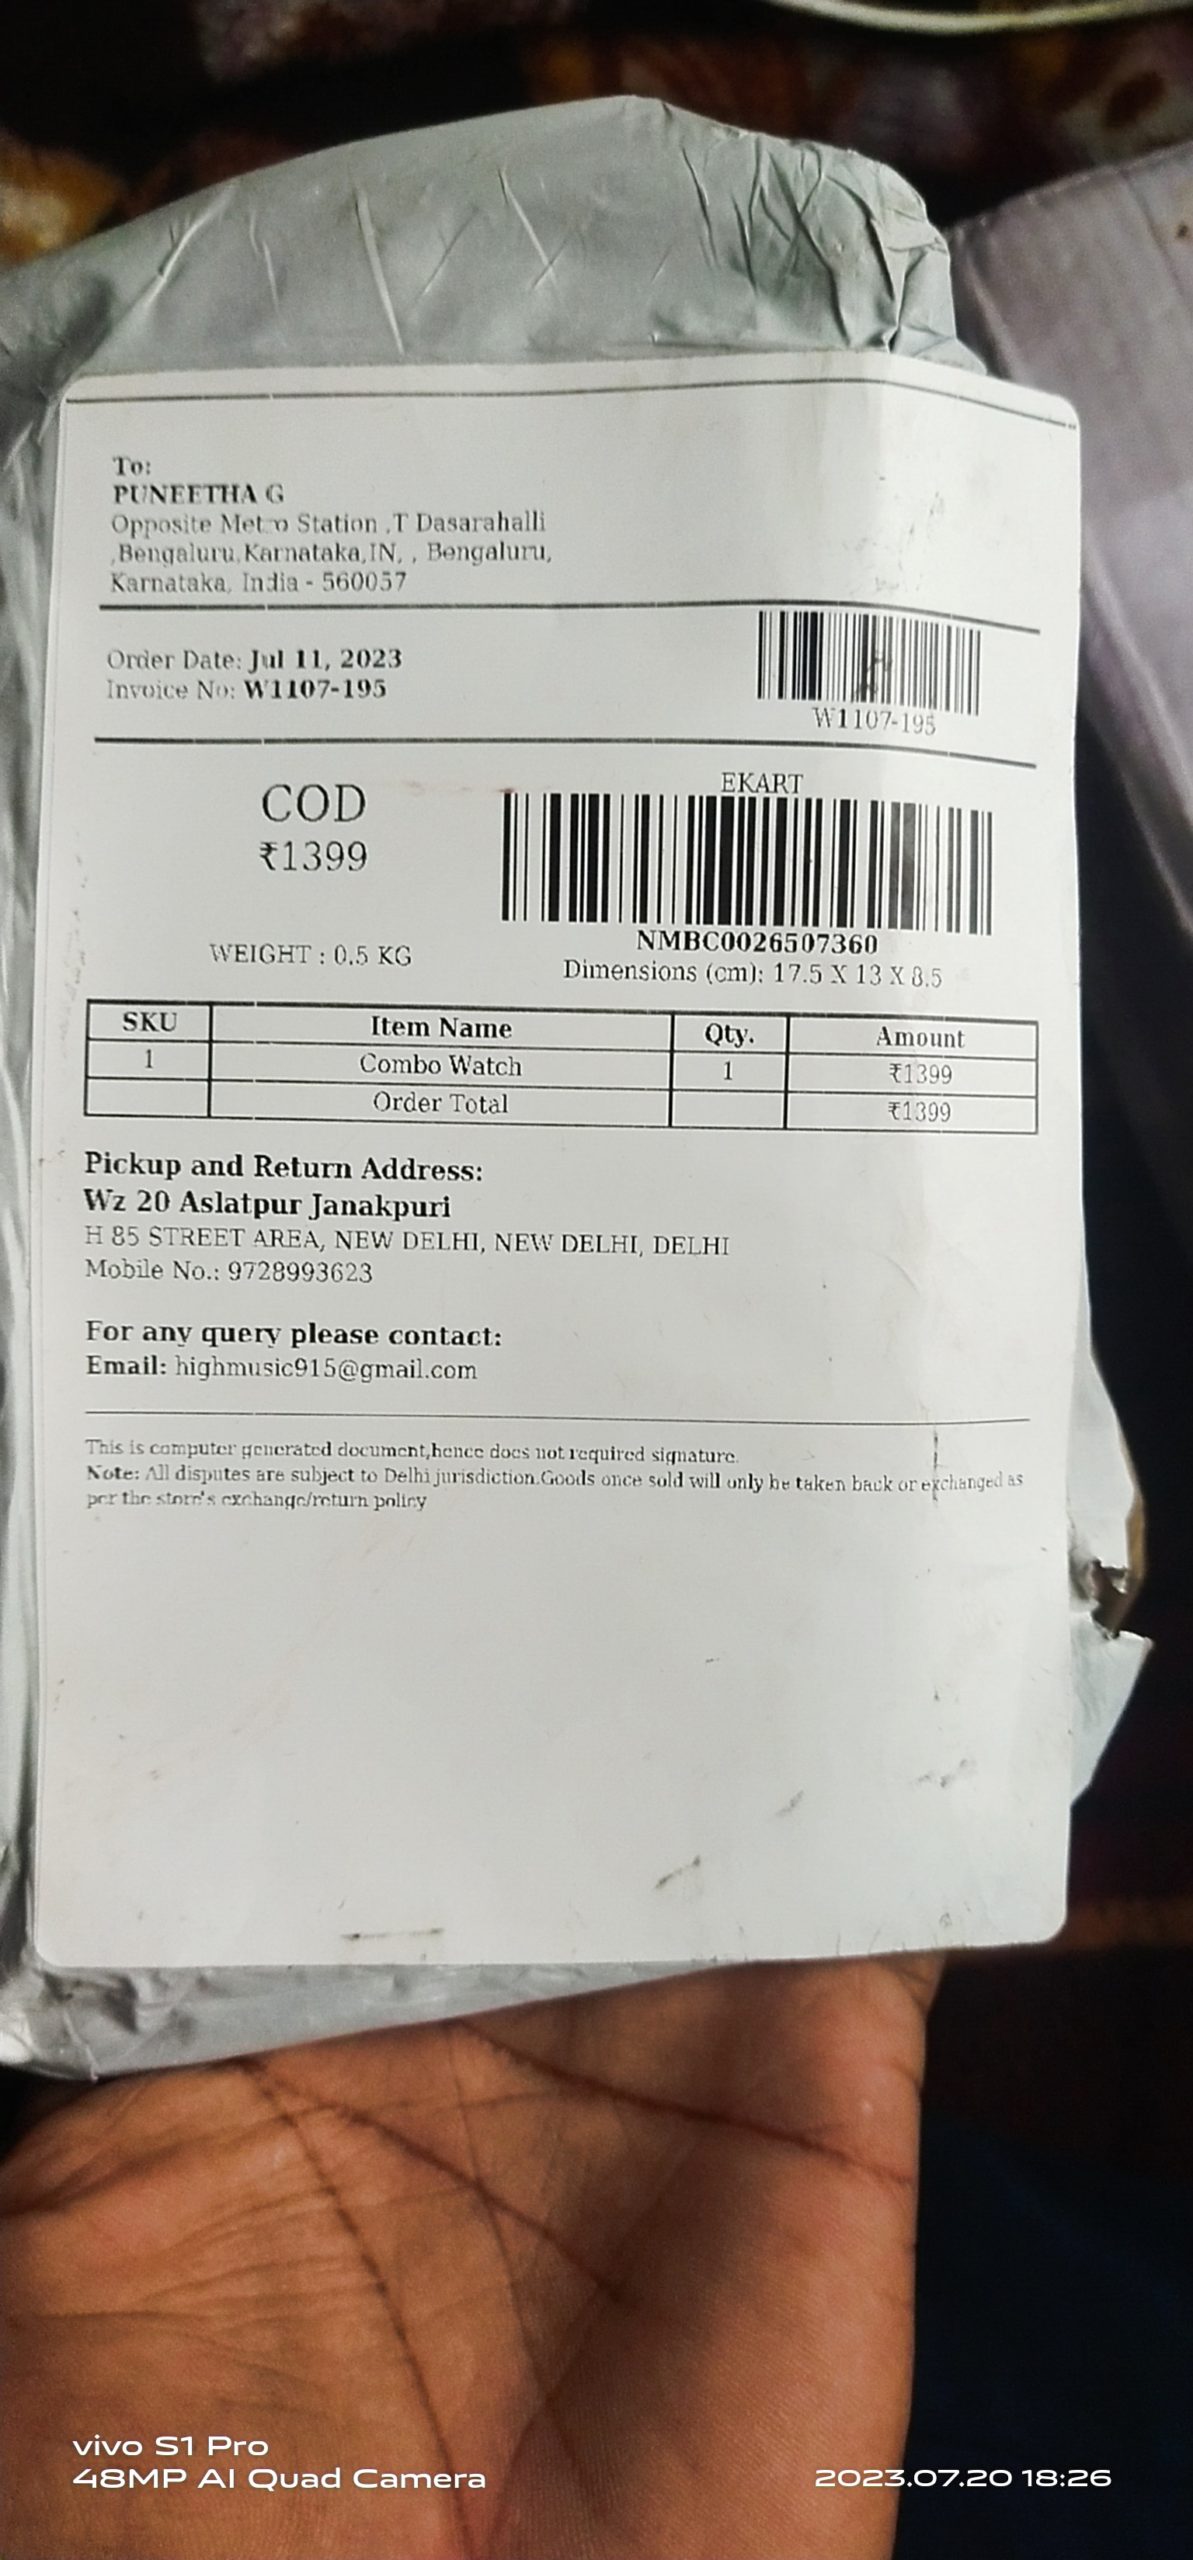 To:
PUNEETHA G
Opposite Metro Station ,T Dasarahalli
,Bengaluru,Karnataka,IN, , Bengaluru,
Karnataka, India - 560057
Order Date: Jul 11, 2023
Invoice No: W1107-195
W1107-195
COD
₹1399
EKART
NMBC0026507360
WEIGHT : 0.5 KG
Dimensions (cm): 17.5 X 13 X 8.5
SKU Item Name Qty. Amount
1 Combo Watch 1 ₹1399
Order Total ₹1399
Pickup and Return Address:
Wz 20 Aslatpur Janakpuri
H 85 STREET AREA, NEW DELHI, NEW DELHI, DELHI
Mobile No.: 9728993623
For any query please contact:
Email: highmusic915@gmail.com
This is computer generated document,hence does not required signature.
Note: All disputes are subject to Delhi jurisdiction.Goods once sold will only be taken back or exchanged as
per the store's exchange/return policy
vivo S1 Pro
48MP AI Quad Camera
2023.07.20 18:26